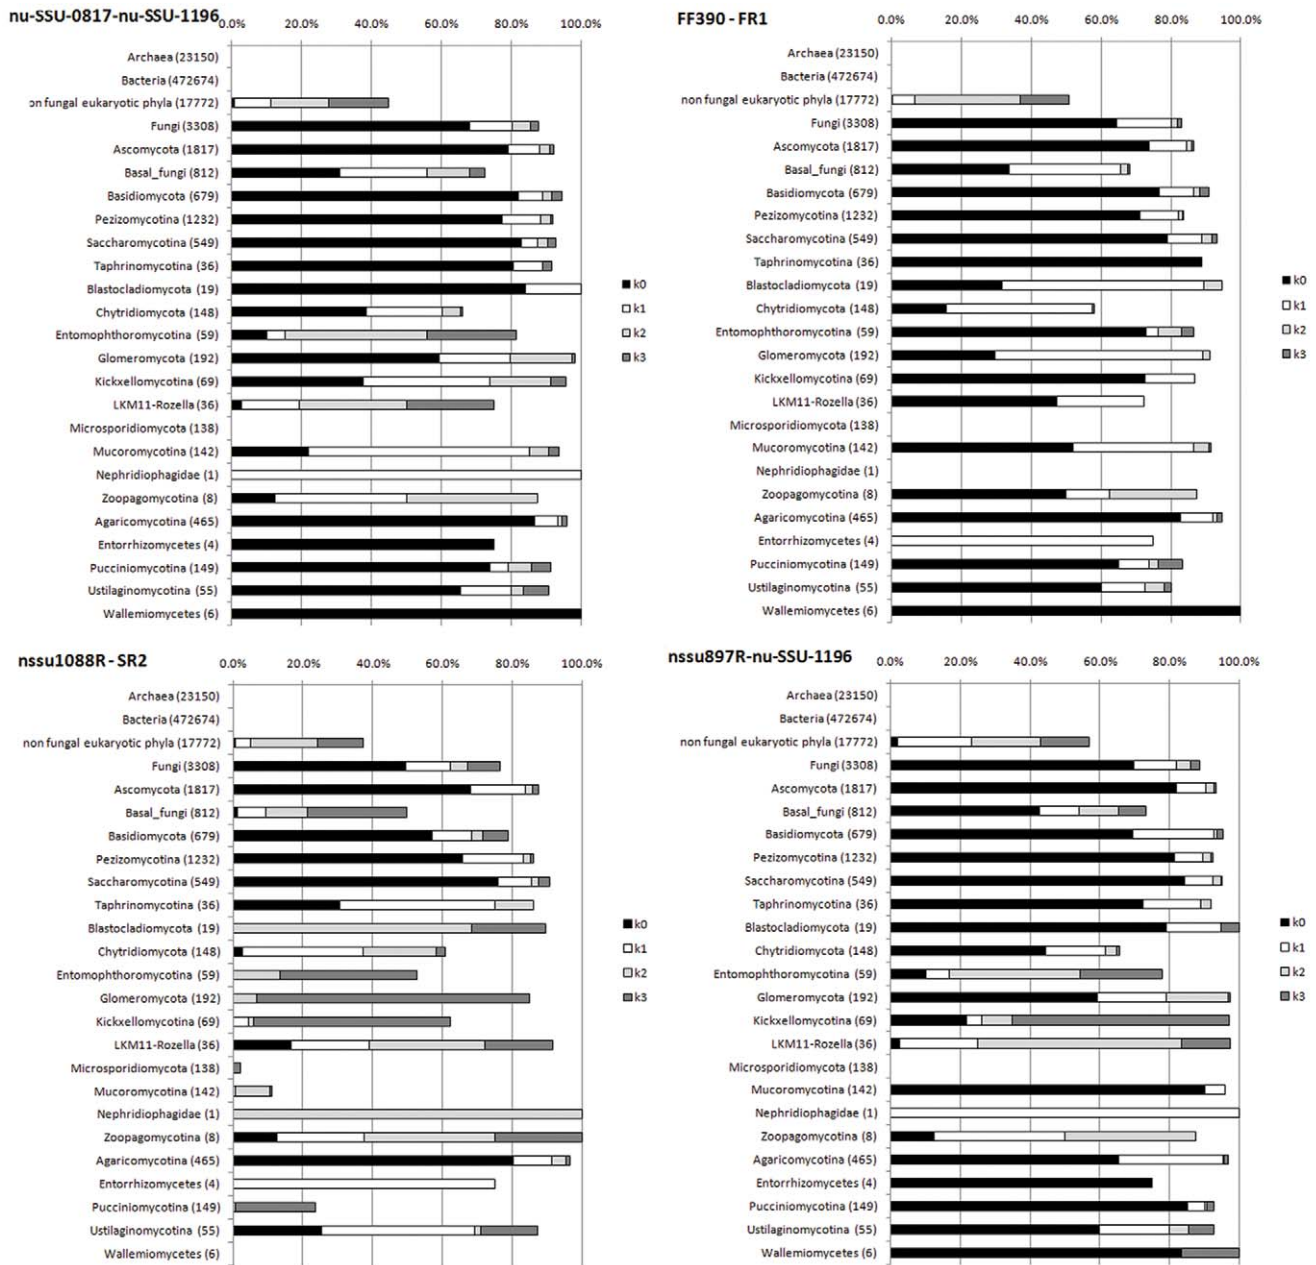 nu-SSU-0817-nu-SSU-1196
0.0% 20.0% 40.0% 60.0% 80.0% 100.0%
Archaea (23150)
Bacteria (472674)
on fungal eukaryotic phyla (17772)
Fungi (3308)
Ascomycota (1817)
Basal_fungi (812)
Basidiomycota (679)
Pezizomycotina (1232)
Saccharomycotina (549)
Taphrinomycotina (36)
Blastocladiomycota (19)
Chytridiomycota (148)
Entomophthoromycotina (59)
Glomeromycota (192)
Kickxellomycotina (69)
LKM11-Rozella (36)
Microsporidiomycota (138)
Mucoromycotina (142)
Nephridiophagidae (1)
Zoopagomycotina (8)
Agaricomycotina (465)
Entorrhizomycetes (4)
Pucciniomycotina (149)
Ustilaginomycotina (55)
Wallemiomycetes (6)
k0
k1
k2
k3
FF390 - FR1
0.0% 20.0% 40.0% 60.0% 80.0% 100.0%
Archaea (23150)
Bacteria (472674)
non fungal eukaryotic phyla (17772)
Fungi (3308)
Ascomycota (1817)
Basal_fungi (812)
Basidiomycota (679)
Pezizomycotina (1232)
Saccharomycotina (549)
Taphrinomycotina (36)
Blastocladiomycota (19)
Chytridiomycota (148)
Entomophthoromycotina (59)
Glomeromycota (192)
Kickxellomycotina (69)
LKM11-Rozella (36)
Microsporidiomycota (138)
Mucoromycotina (142)
Nephridiophagidae (1)
Zoopagomycotina (8)
Agaricomycotina (465)
Entorrhizomycetes (4)
Pucciniomycotina (149)
Ustilaginomycotina (55)
Wallemiomycetes (6)
k0
k1
k2
k3
nssu1088R - SR2
0.0% 20.0% 40.0% 60.0% 80.0% 100.0%
Archaea (23150)
Bacteria (472674)
non fungal eukaryotic phyla (17772)
Fungi (3308)
Ascomycota (1817)
Basal_fungi (812)
Basidiomycota (679)
Pezizomycotina (1232)
Saccharomycotina (549)
Taphrinomycotina (36)
Blastocladiomycota (19)
Chytridiomycota (148)
Entomophthoromycotina (59)
Glomeromycota (192)
Kickxellomycotina (69)
LKM11-Rozella (36)
Microsporidiomycota (138)
Mucoromycotina (142)
Nephridiophagidae (1)
Zoopagomycotina (8)
Agaricomycotina (465)
Entorrhizomycetes (4)
Pucciniomycotina (149)
Ustilaginomycotina (55)
Wallemiomycetes (6)
k0
k1
k2
k3
nssu897R-nu-SSU-1196
0.0% 20.0% 40.0% 60.0% 80.0% 100.0%
Archaea (23150)
Bacteria (472674)
non fungal eukaryotic phyla (17772)
Fungi (3308)
Ascomycota (1817)
Basal_fungi (812)
Basidiomycota (679)
Pezizomycotina (1232)
Saccharomycotina (549)
Taphrinomycotina (36)
Blastocladiomycota (19)
Chytridiomycota (148)
Entomophthoromycotina (59)
Glomeromycota (192)
Kickxellomycotina (69)
LKM11-Rozella (36)
Microsporidiomycota (138)
Mucoromycotina (142)
Nephridiophagidae (1)
Zoopagomycotina (8)
Agaricomycotina (465)
Entorrhizomycetes (4)
Pucciniomycotina (149)
Ustilaginomycotina (55)
Wallemiomycetes (6)
k0
k1
k2
k3